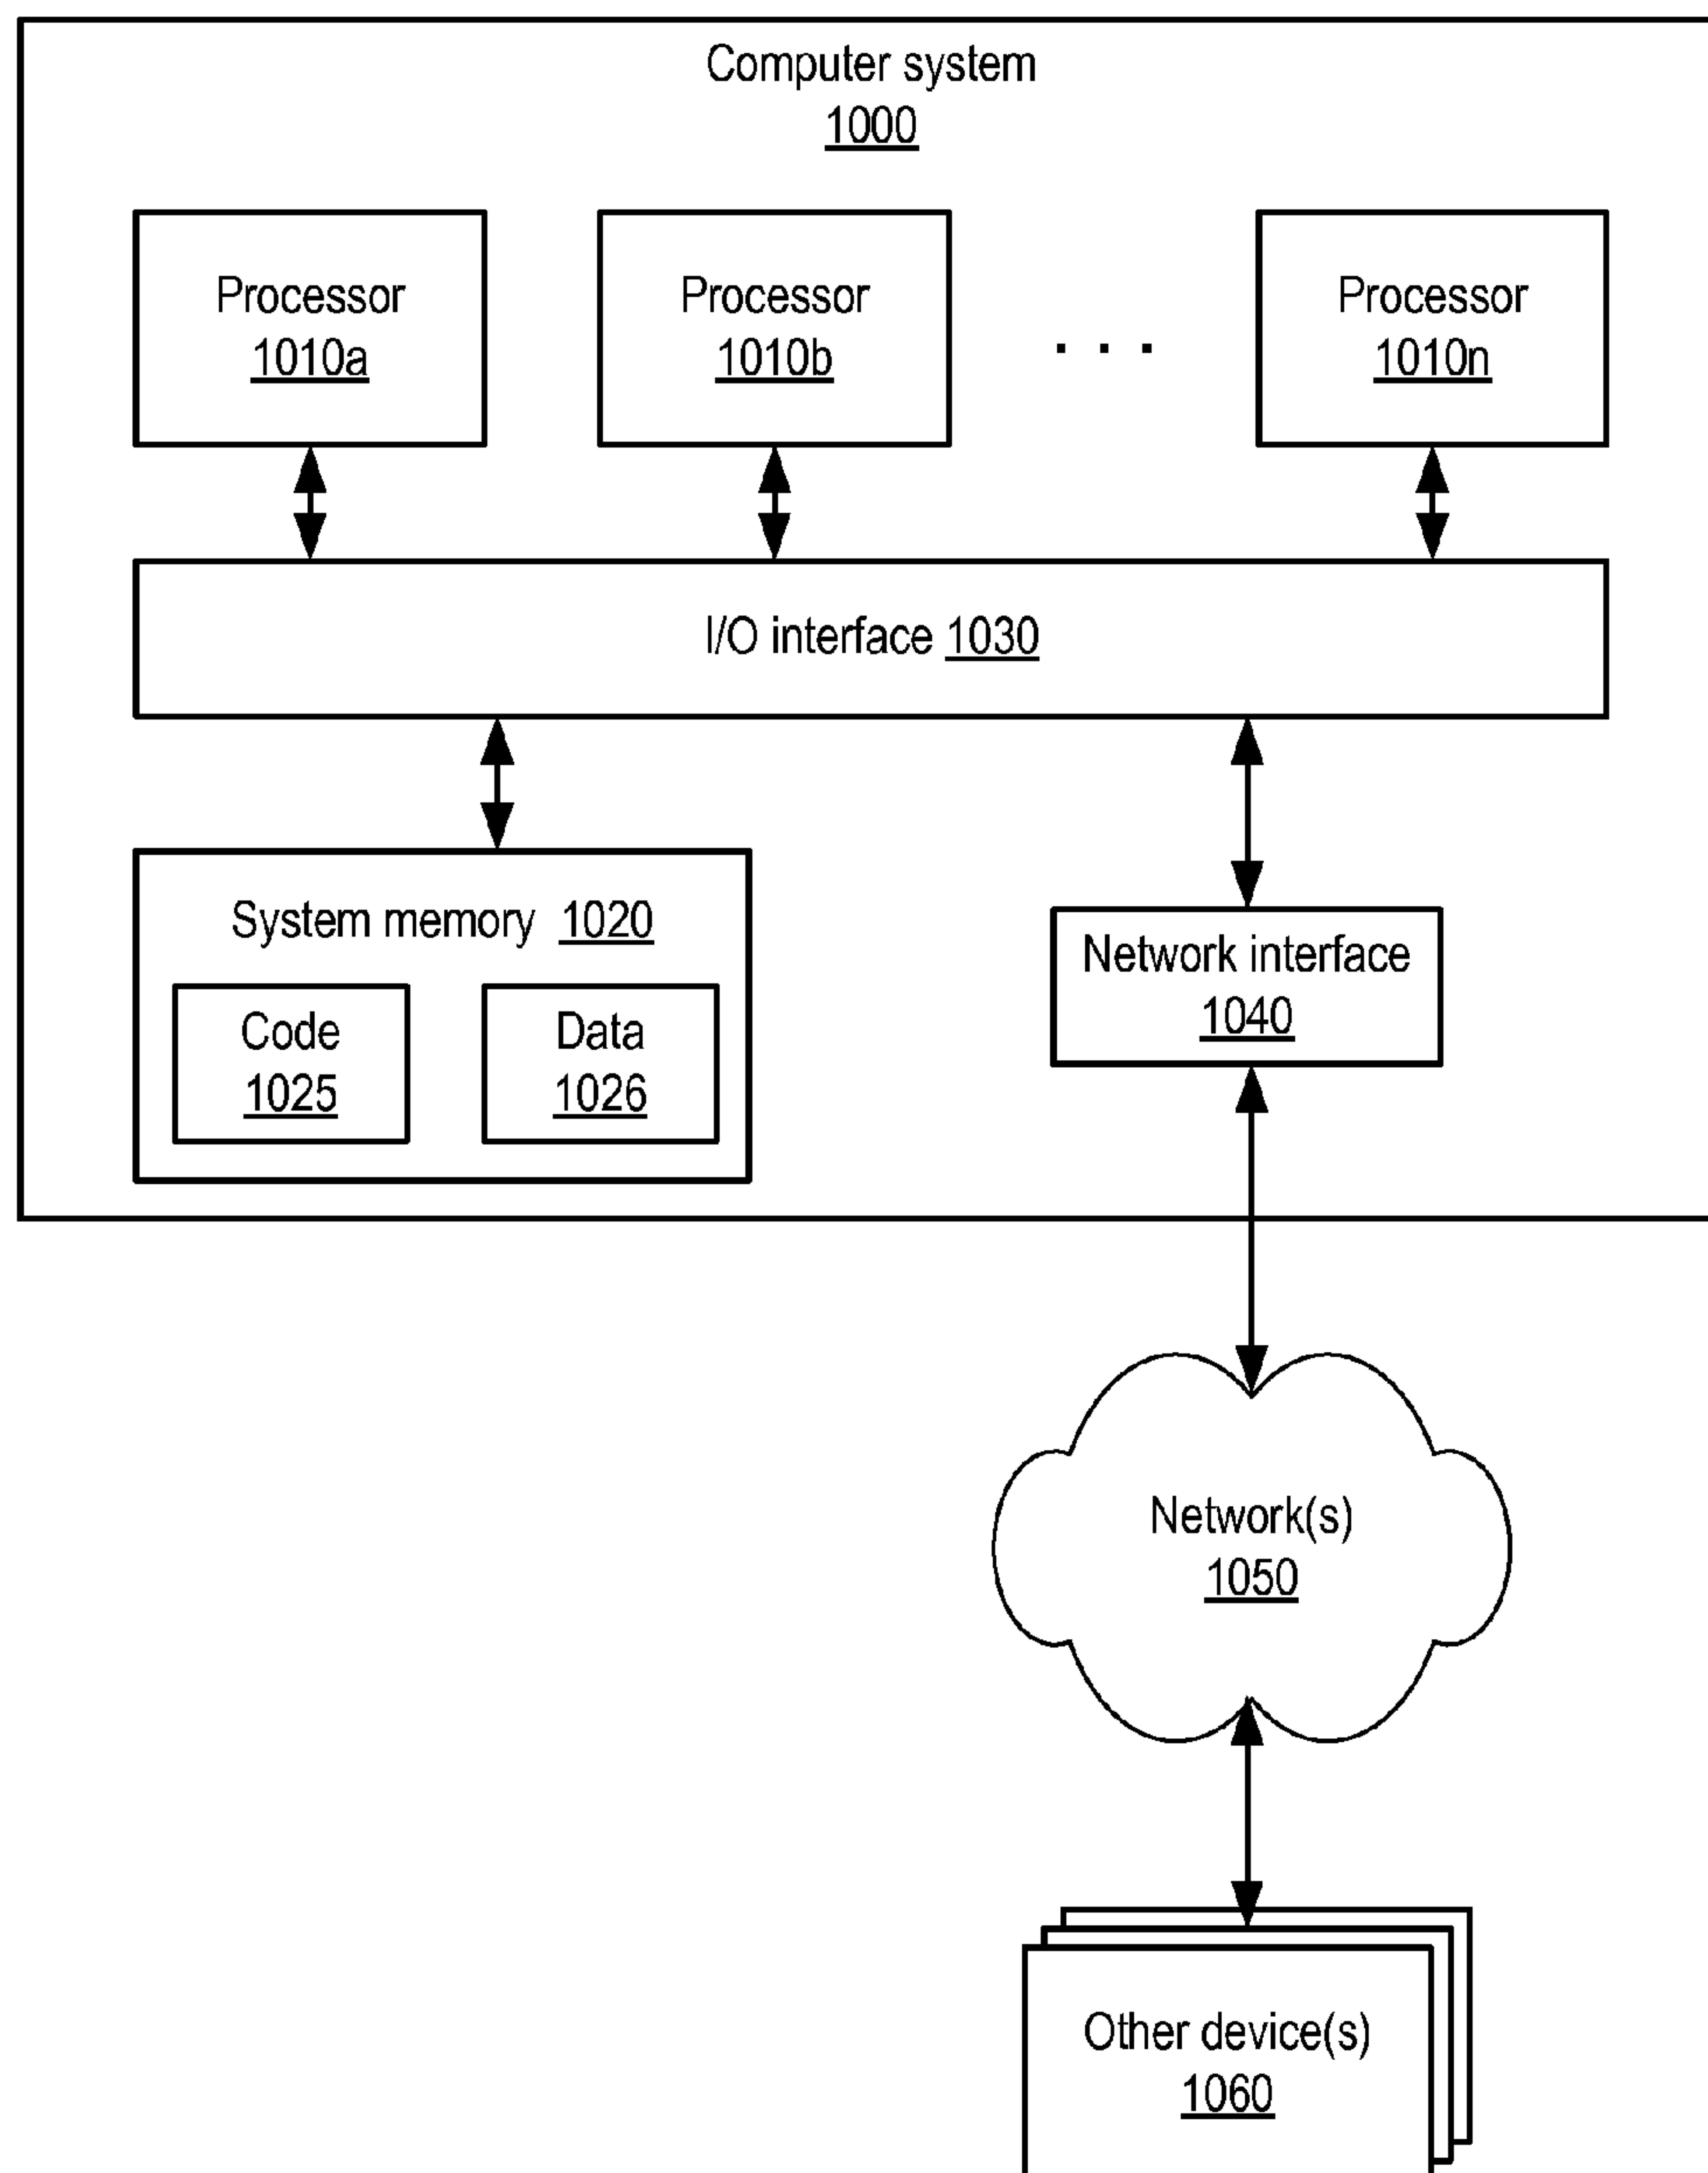 Computer system
1000
Processor
1010a
Processor
1010b
. . .
Processor
1010n
I/O interface 1030
System memory 1020
Code
1025
Data
1026
Network interface
1040
Network(s)
1050
Other device(s)
1060